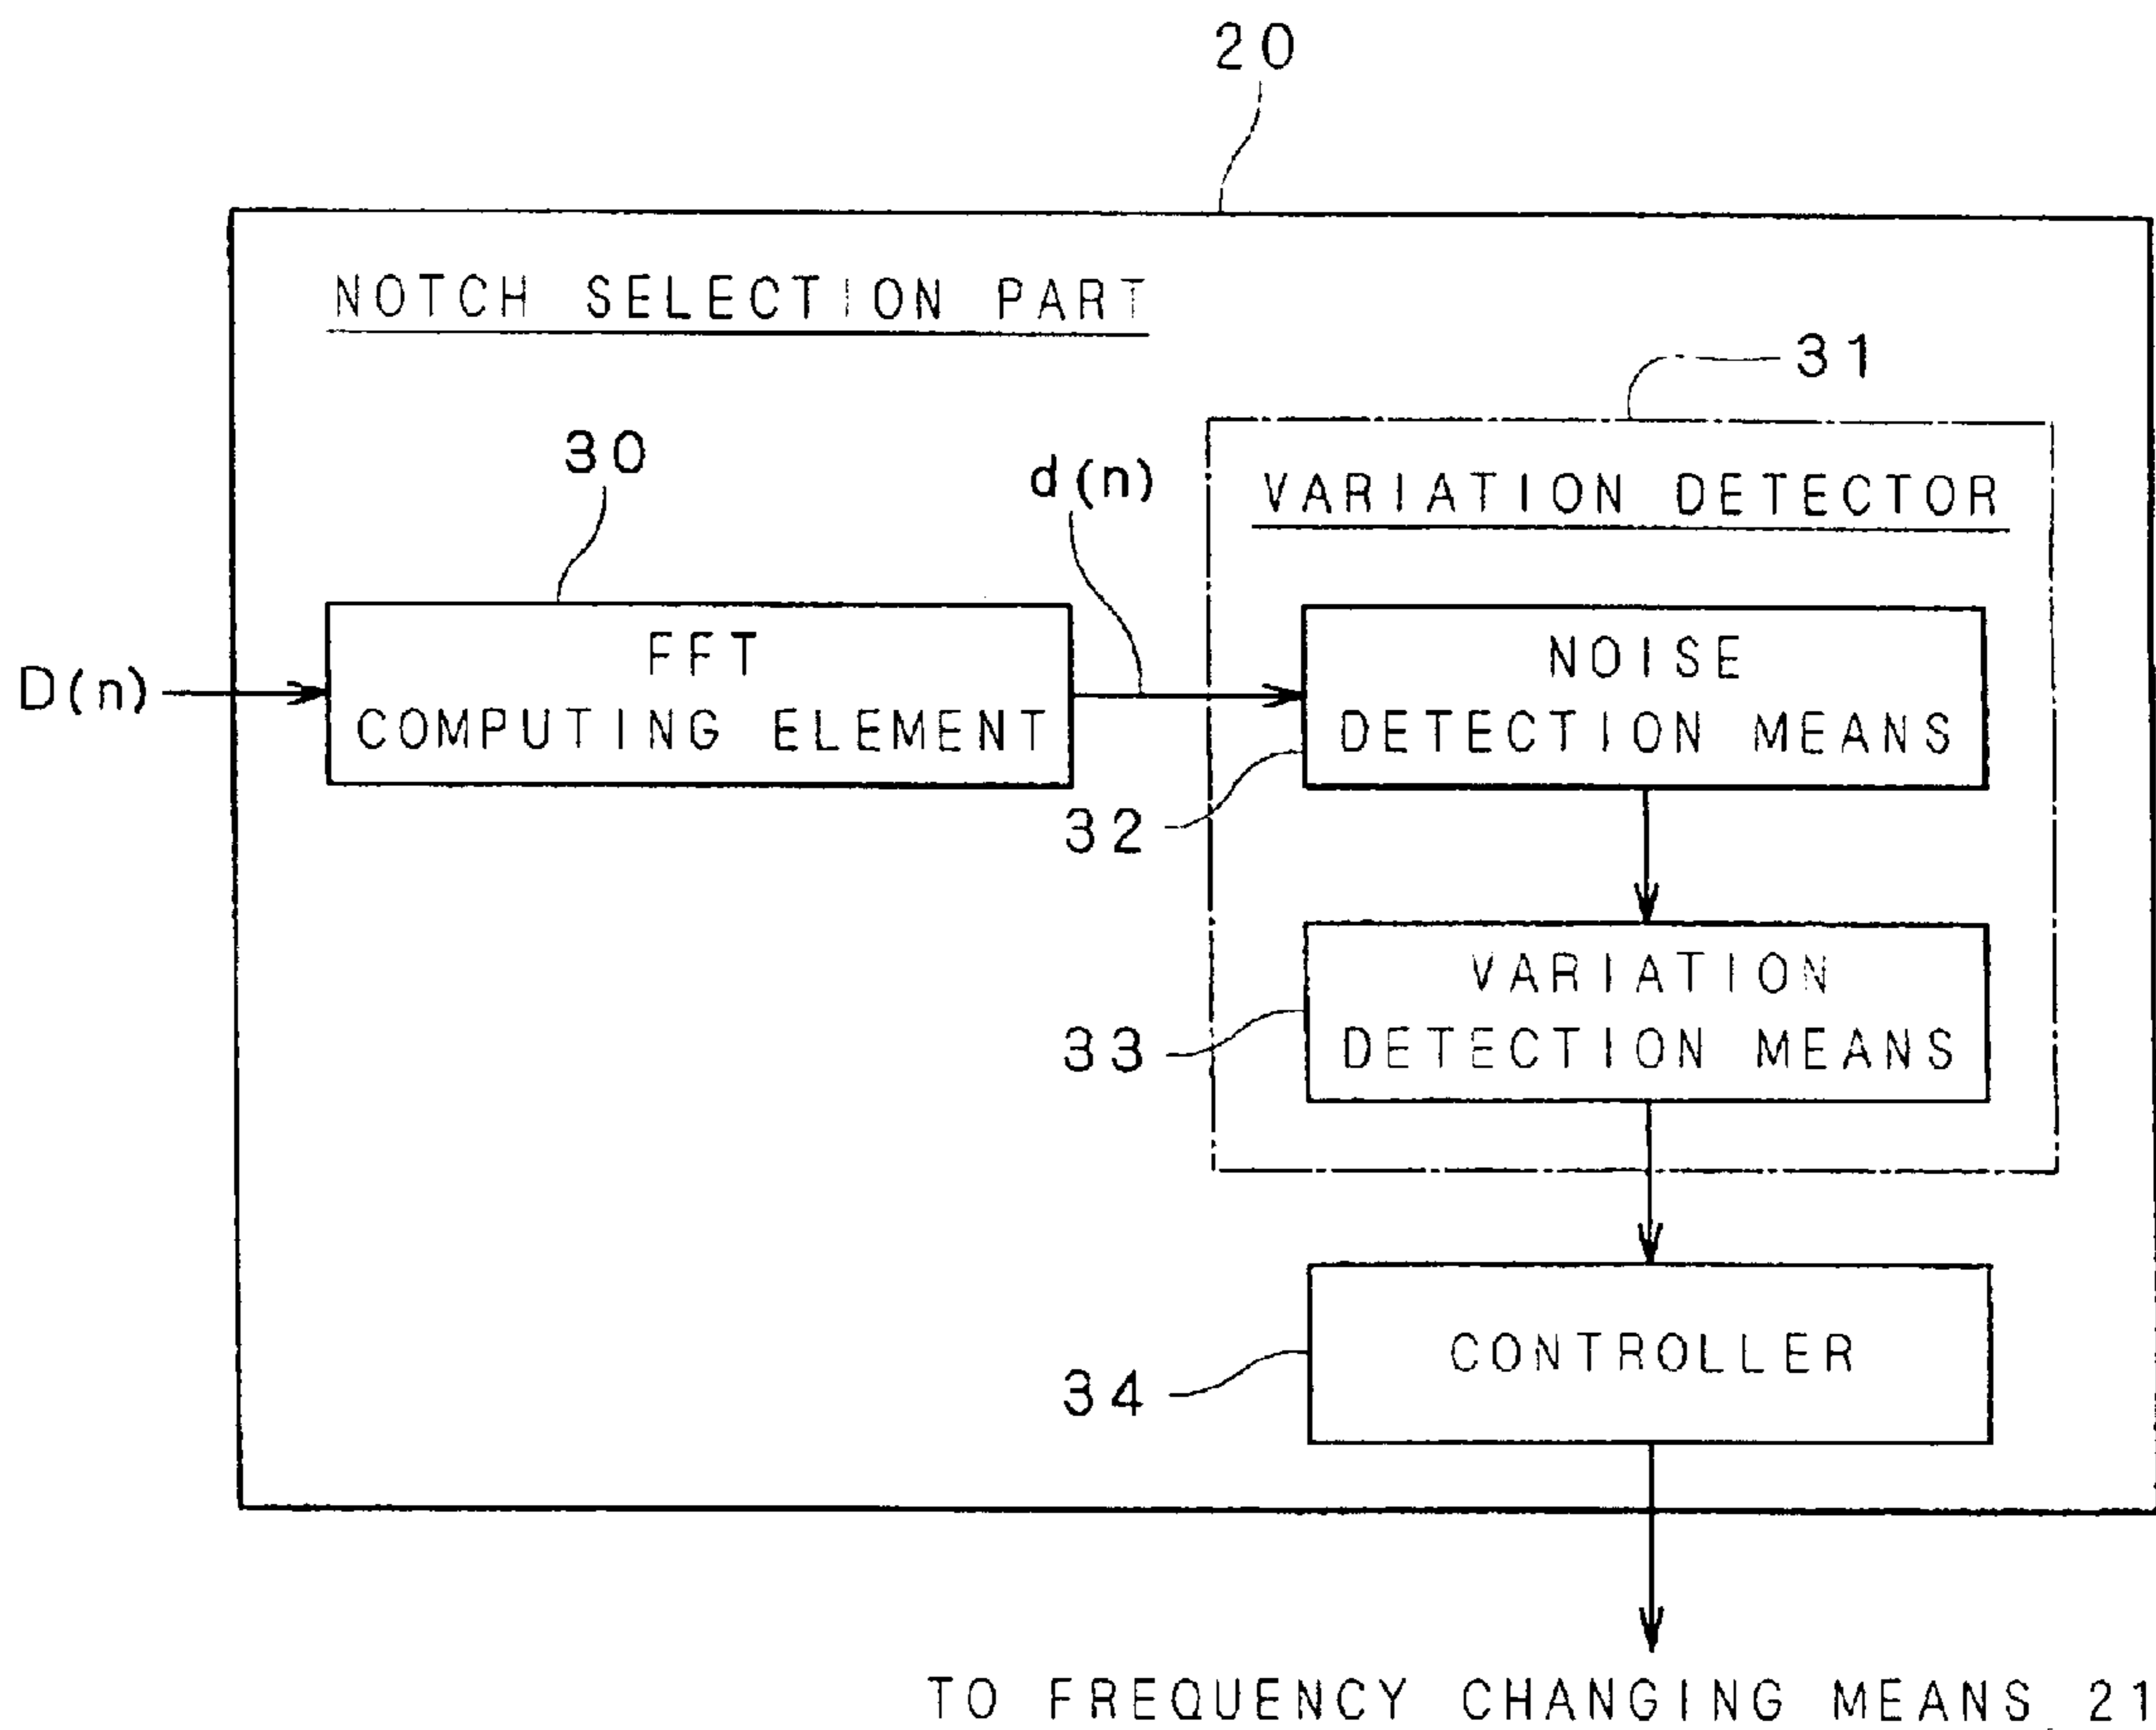 20
NOTCH SELECTION PART
31
30
d(n)
VARIATION DETECTOR
D(n)
FFT
COMPUTING ELEMENT
NOISE
DETECTION MEANS
32
VARIATION
DETECTION MEANS
33
CONTROLLER
34
TO FREQUENCY CHANGING MEANS 21